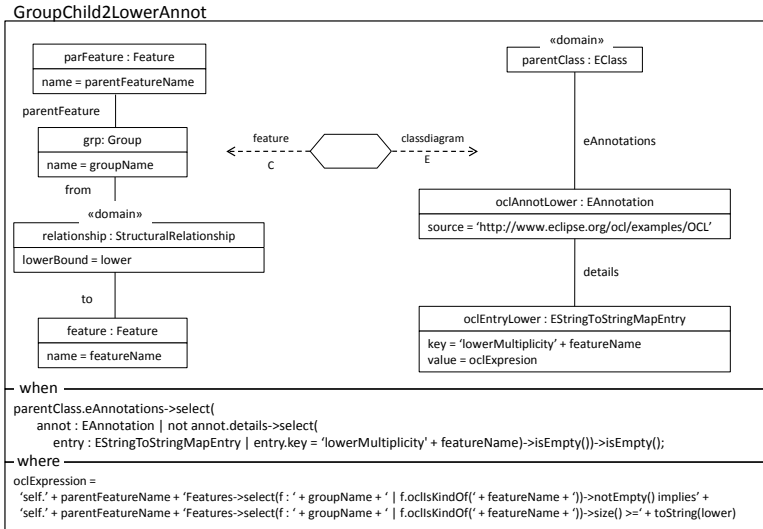 GroupChild2LowerAnnot
parFeature : Feature
name = parentFeatureName
parentFeature
grp: Group
name = groupName
from
«domain»
relationship : StructuralRelationship
lowerBound = lower
to
feature : Feature
name = featureName
feature
C
classdiagram
E
«domain»
parentClass : EClass
eAnnotations
oclAnnotLower : EAnnotation
source = ‘http://www.eclipse.org/ocl/examples/OCL’
details
oclEntryLower : EStringToStringMapEntry
key = ‘lowerMultiplicity’ + featureName
value = oclExpresion
when
parentClass.eAnnotations->select(
annot : EAnnotation | not annot.details->select(
entry : EStringToStringMapEntry | entry.key = ‘lowerMultiplicity' + featureName)->isEmpty())->isEmpty();
where
oclExpression =
‘self.’ + parentFeatureName + ‘Features->select(f : ‘ + groupName + ‘ | f.oclIsKindOf(‘ + featureName + ‘))->notEmpty() implies’ +
‘self.’ + parentFeatureName + ‘Features->select(f : ‘ + groupName + ‘ | f.oclIsKindOf(‘ + featureName + ‘))->size() >=‘ + toString(lower)